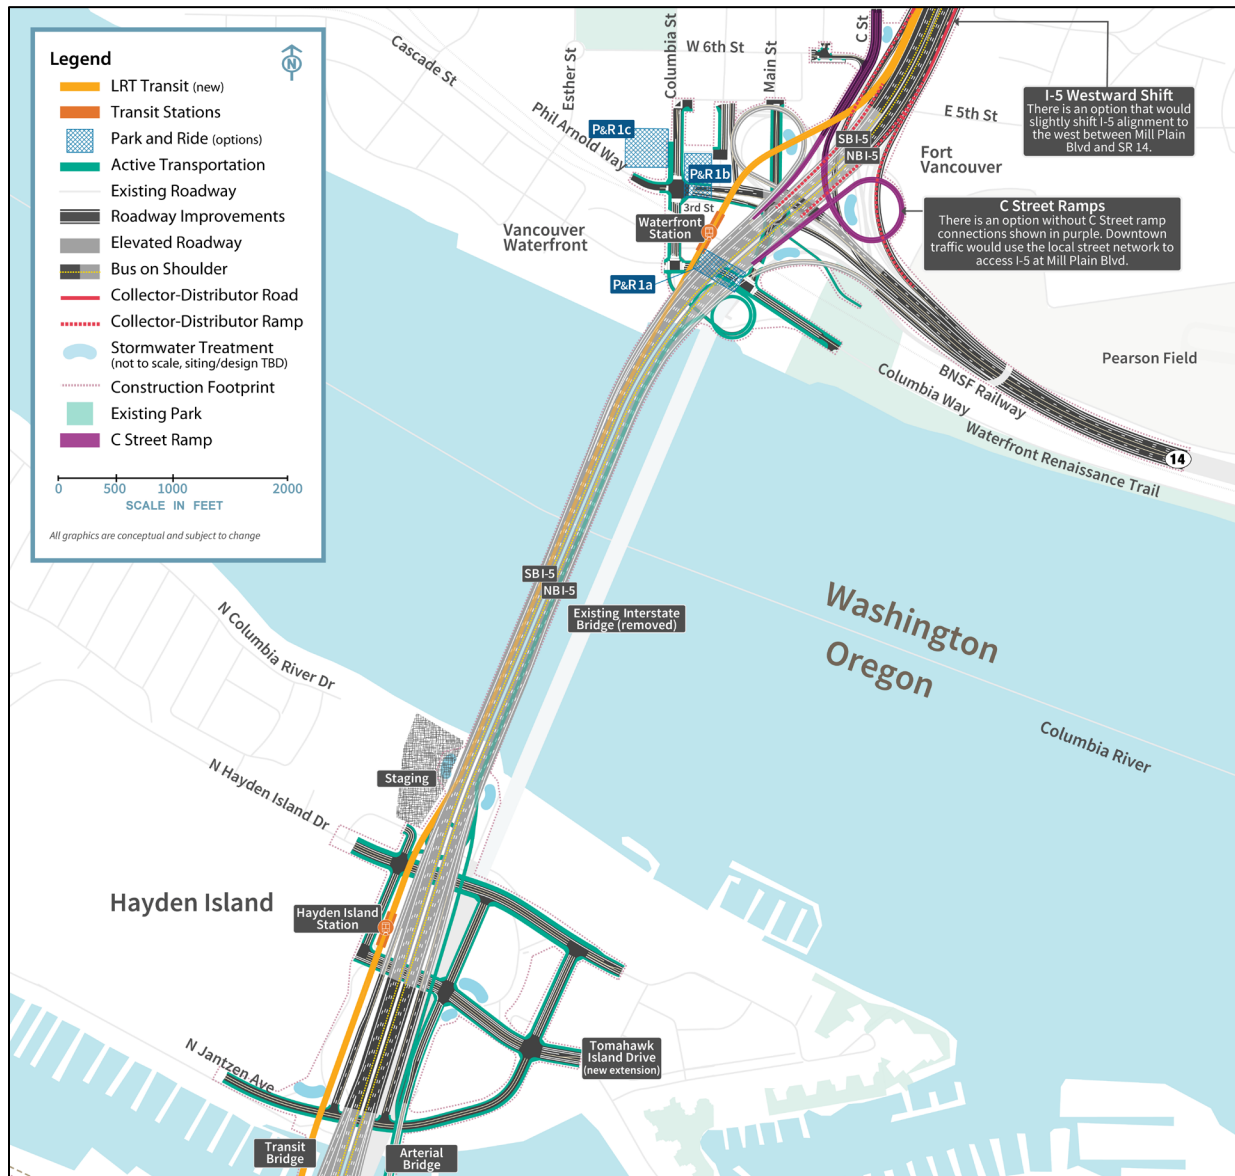 Legend
N
LRT Transit (new)
Transit Stations
Park and Ride (options)
Active Transportation
Existing Roadway
Roadway Improvements
Elevated Roadway
Bus on Shoulder
Collector-Distributor Road
Collector-Distributor Ramp
Stormwater Treatment
(not to scale, siting/design TBD)
Construction Footprint
Existing Park
C Street Ramp
0 500 1000 2000
SCALE IN FEET
All graphics are conceptual and subject to change
Cascade St
Esther St
Columbia St
W 6th St
Main St
C St
E 5th St
Phil Arnold Way
P&R 1c
P&R 1b
3rd St
Waterfront
Station
Vancouver
Waterfront
P&R 1a
SB I-5
NB I-5
Fort
Vancouver
I-5 Westward Shift
There is an option that would
slightly shift I-5 alignment to
the west between Mill Plain
Blvd and SR 14.
C Street Ramps
There is an option without C Street ramp
connections shown in purple. Downtown
traffic would use the local street network to
access I-5 at Mill Plain Blvd.
Pearson Field
BNSF Railway
Columbia Way
Waterfront Renaissance Trail
14
SB I-5
NB I-5
Existing Interstate
Bridge (removed)
Washington
Oregon
Columbia River
N Columbia River Dr
Staging
N Hayden Island Dr
Hayden Island
Hayden Island
Station
Tomahawk
Island Drive
(new extension)
N Jantzen Ave
Transit
Bridge
Arterial
Bridge